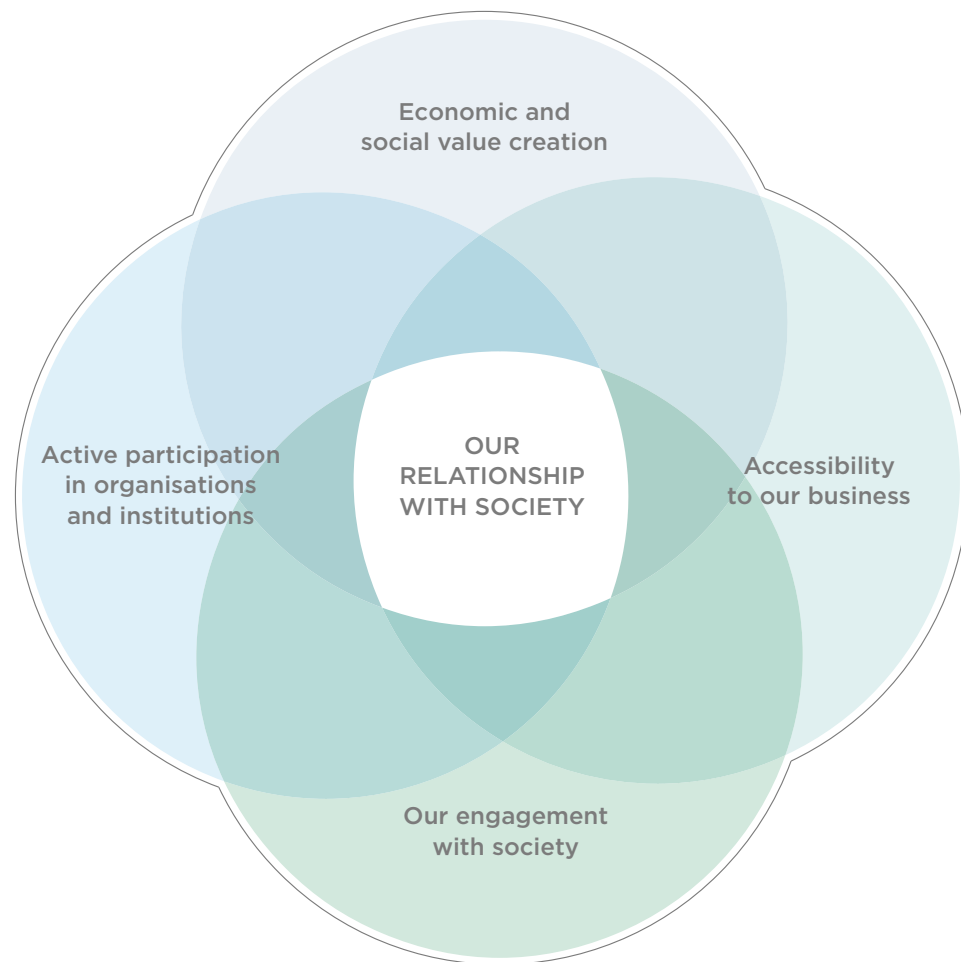 Economic and
social value creation
Active participation
in organisations
and institutions
OUR
RELATIONSHIP
WITH SOCIETY
Accessibility
to our business
Our engagement
with society